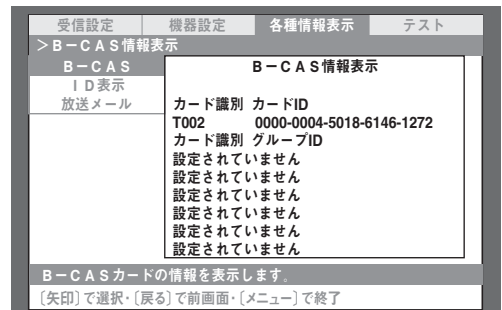 受信設定 機器設定 各種情報表示 テスト
＞B－CAS情報表示
B－CAS
ID表示
放送メール
B－CAS情報表示
カード識別 カードID
T002 0000-0004-5018-6146-1272
カード識別 グループID
設定されていません
設定されていません
設定されていません
設定されていません
設定されていません
設定されていません
B－CASカードの情報を表示します。
〔矢印〕で選択・〔戻る〕で前画面・〔メニュー〕で終了